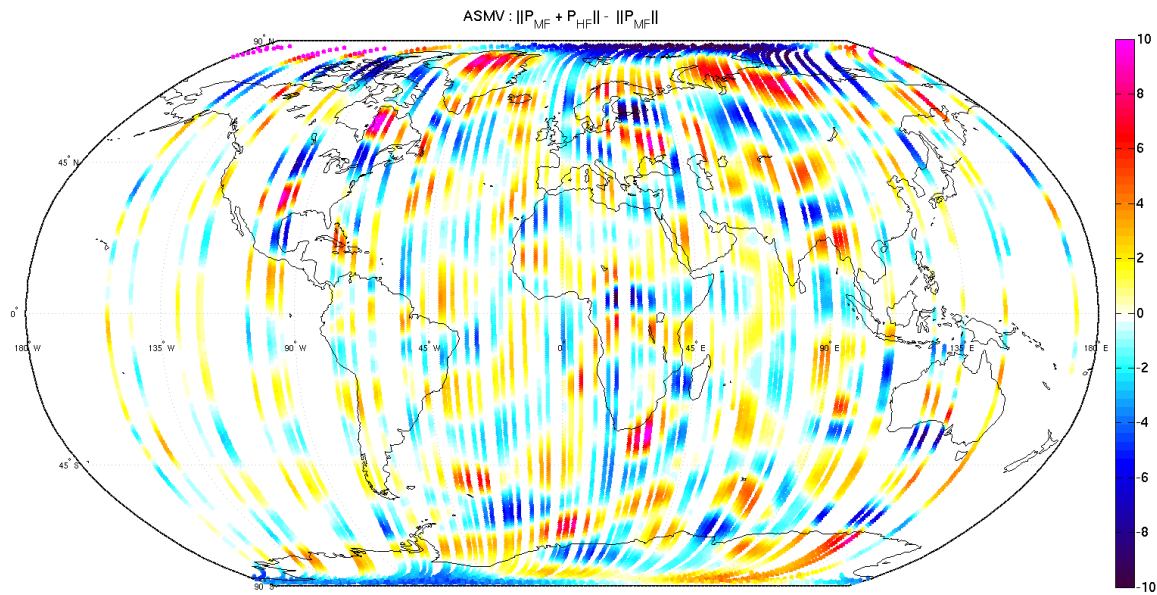 ASMV : ||P_MF + P_HF|| - ||P_MF||
90° N
45° N
0°
180° W
135° W
90° W
45° W
0°
45° E
90° E
135° E
180° E
45° S
90° S
10
8
6
4
2
0
-2
-4
-6
-8
-10